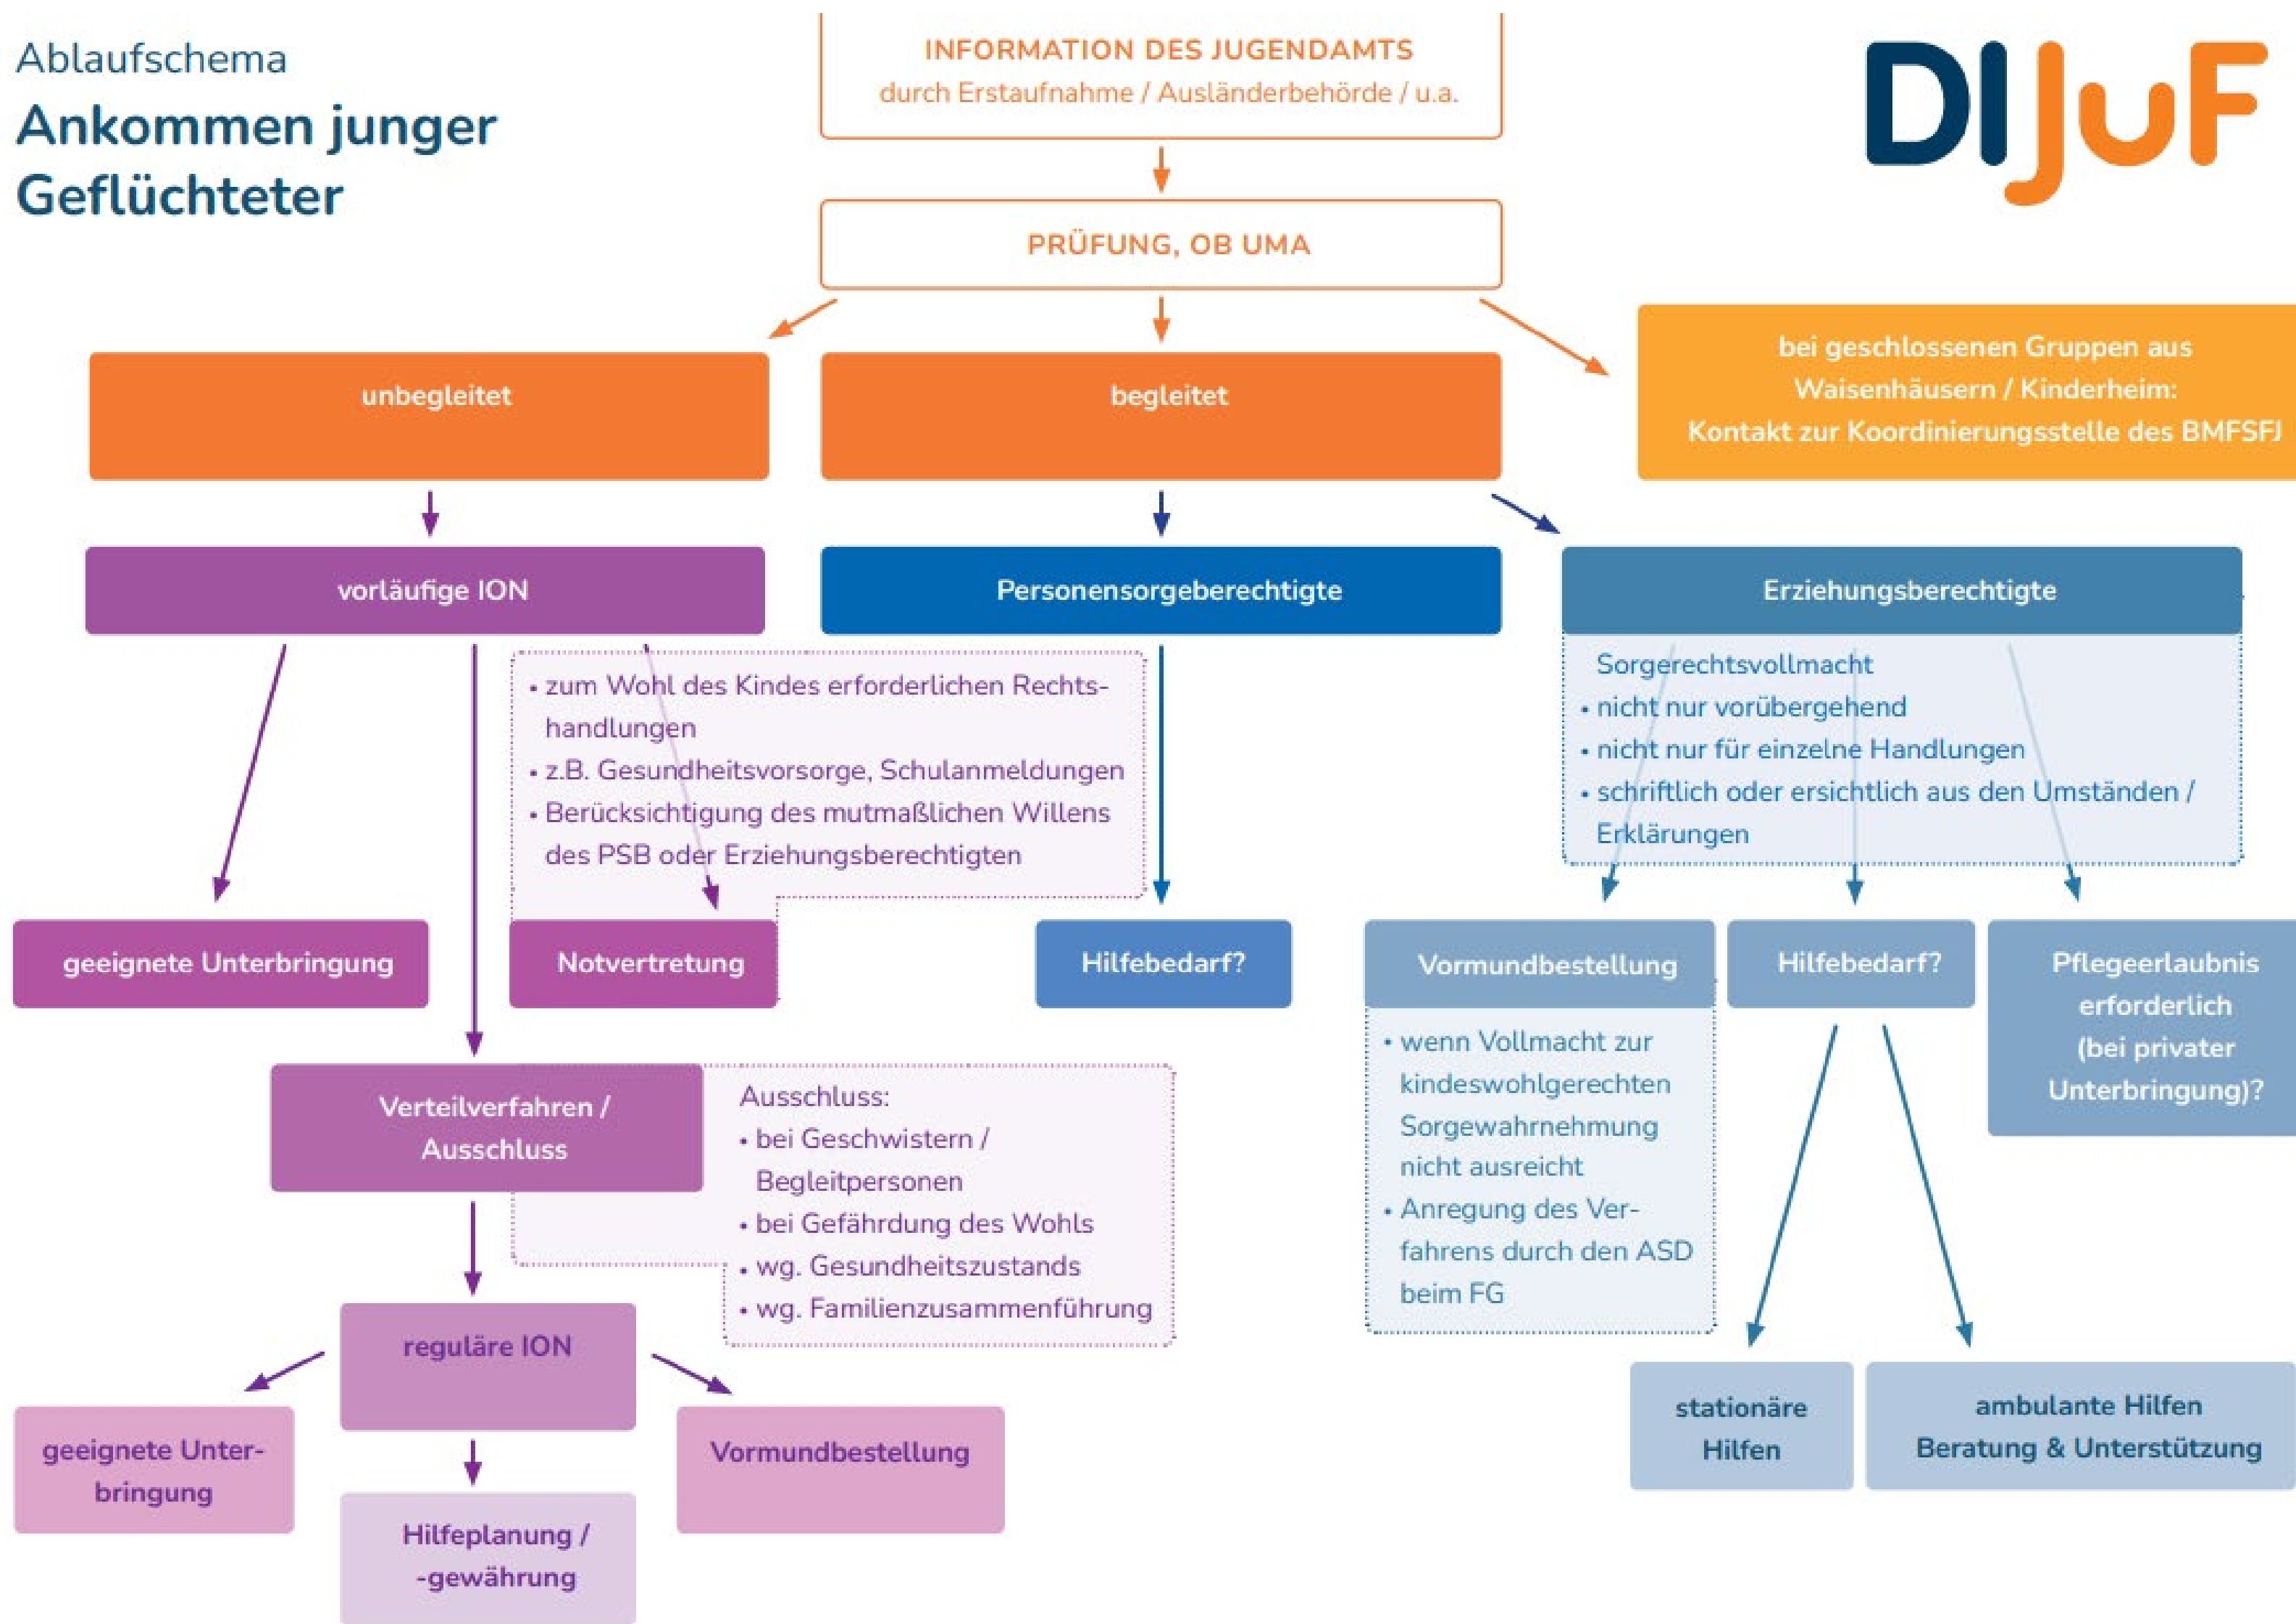 Ablaufschema
Ankommen junger
Geflüchteter
INFORMATION DES JUGENDAMTS
durch Erstaufnahme / Ausländerbehörde / u.a.
DIJuF
PRÜFUNG, OB UMA
unbegleitet
begleitet
bei geschlossenen Gruppen aus
Waisenhäusern / Kinderheim:
Kontakt zur Koordinierungsstelle des BMFSFJ
vorläufige ION
Personensorgeberechtigte
Erziehungsberechtigte
• zum Wohl des Kindes erforderlichen Rechts-
handlungen
• z.B. Gesundheitsvorsorge, Schulanmeldungen
• Berücksichtigung des mutmaßlichen Willens
des PSB oder Erziehungsberechtigten
Sorgerechtsvollmacht
• nicht nur vorübergehend
• nicht nur für einzelne Handlungen
• schriftlich oder ersichtlich aus den Umständen /
Erklärungen
geeignete Unterbringung
Notvertretung
Hilfebedarf?
Vormundbestellung
Hilfebedarf?
Pflegeerlaubnis
erforderlich
(bei privater
Unterbringung)?
• wenn Vollmacht zur
kindeswohlgerechten
Sorgewahrnehmung
nicht ausreicht
• Anregung des Ver-
fahrens durch den ASD
beim FG
Verteilverfahren /
Ausschluss
Ausschluss:
• bei Geschwistern /
Begleitpersonen
• bei Gefährdung des Wohls
• wg. Gesundheitszustands
• wg. Familienzusammenführung
reguläre ION
geeignete Unter-
bringung
Vormundbestellung
Hilfeplanung /
-gewährung
stationäre
Hilfen
ambulante Hilfen
Beratung & Unterstützung